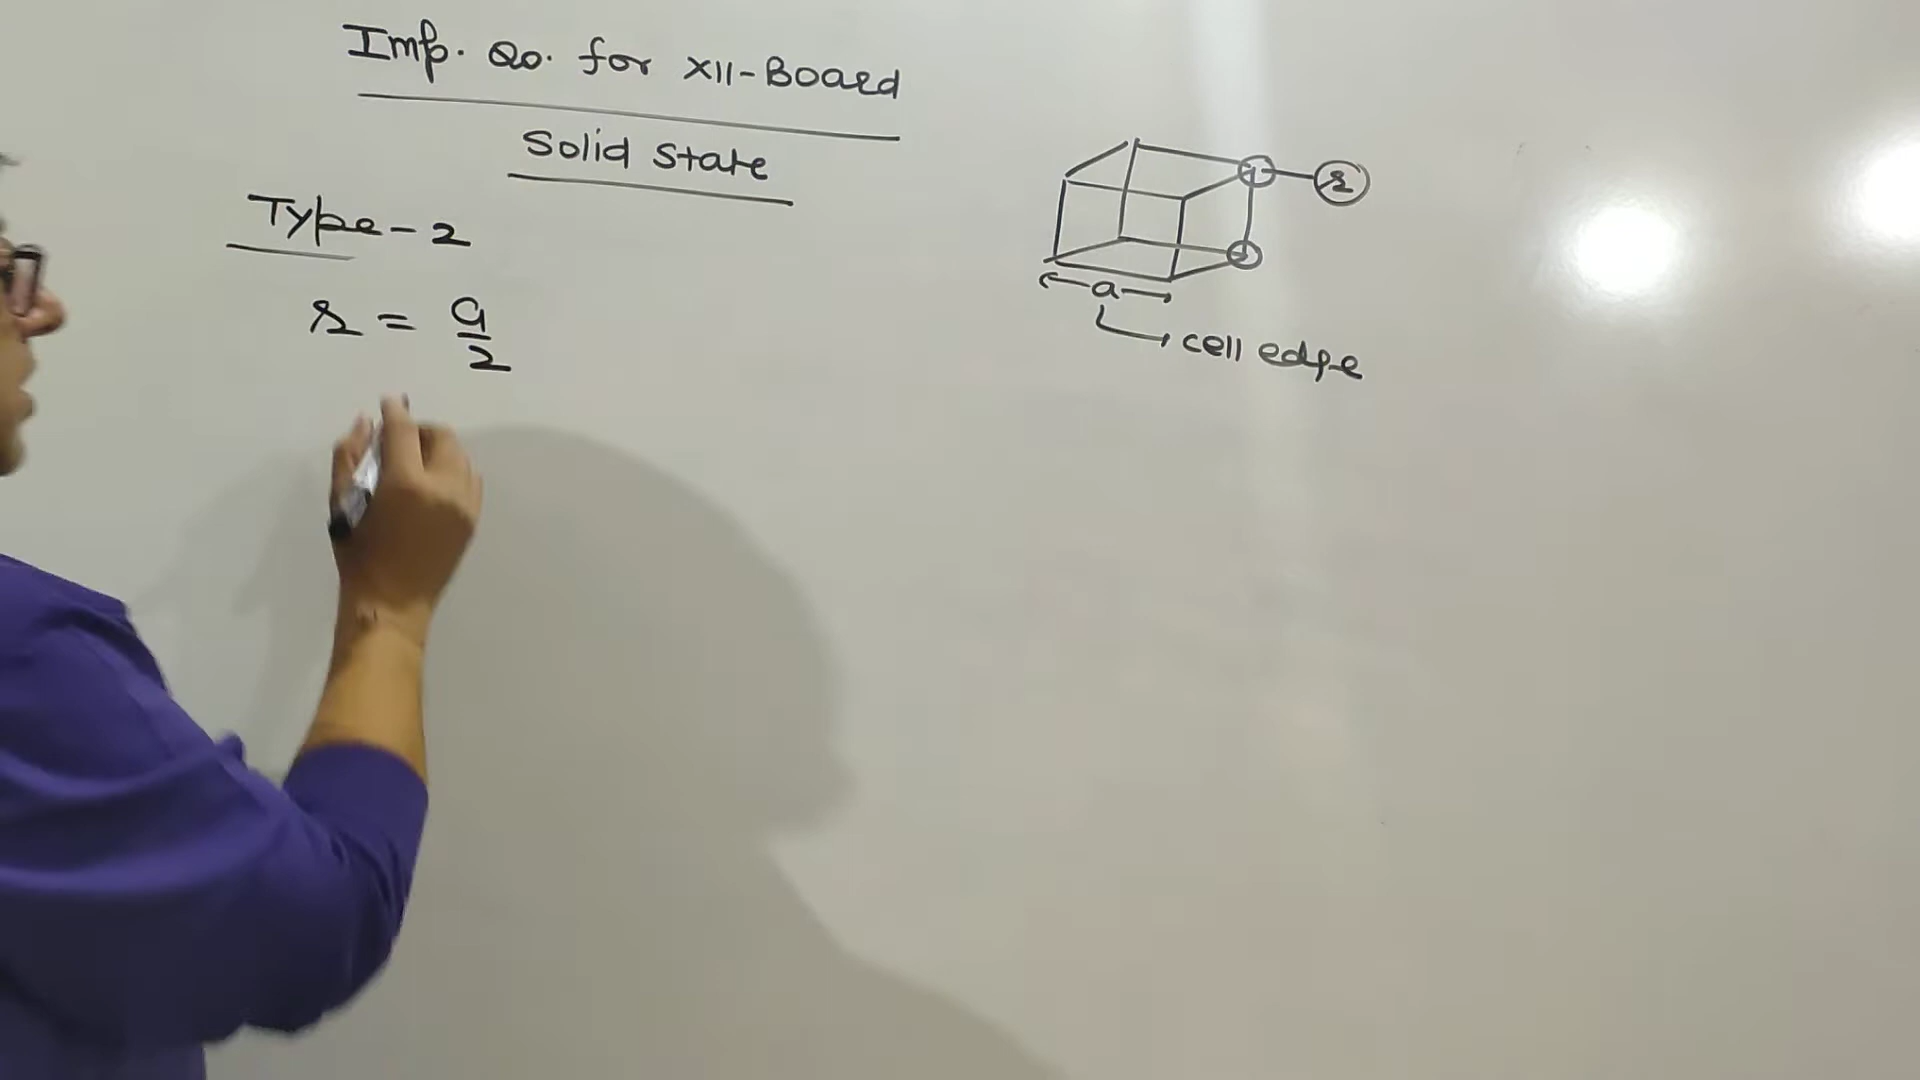 Imp. Qo. for XII-Board
Solid State
Type-2
r = a/2
r
a
cell edge